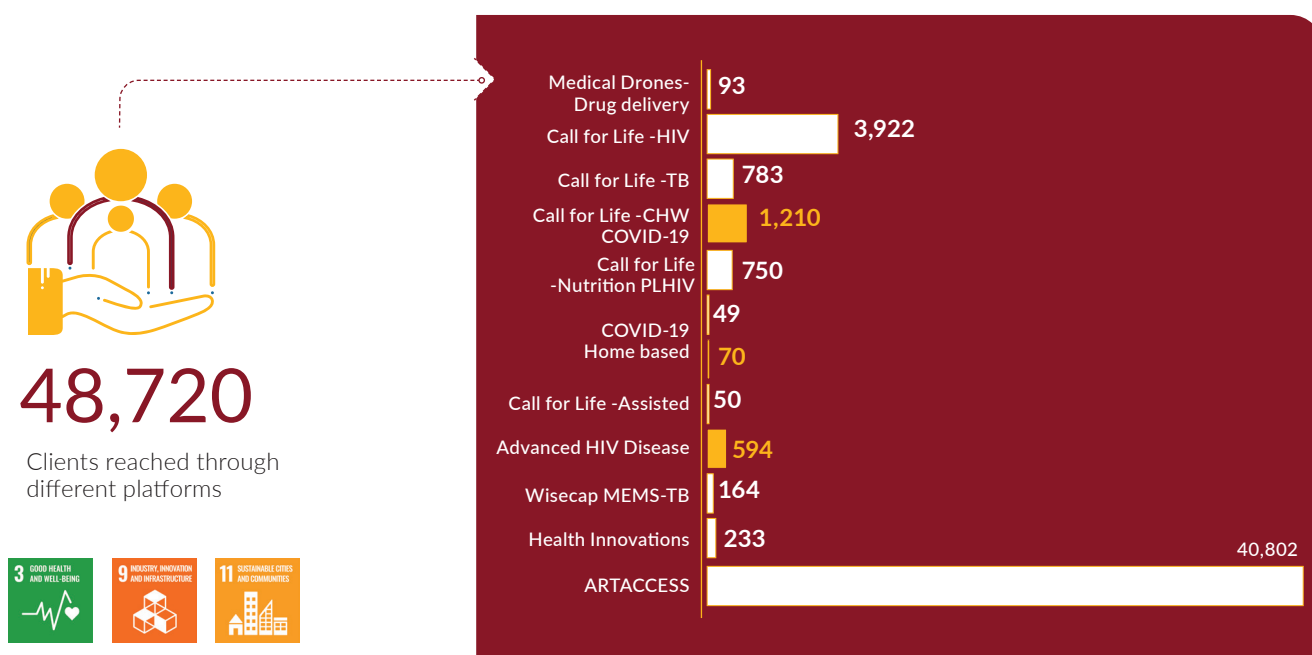 Medical Drones-
Drug delivery
93
Call for Life -HIV
3,922
Call for Life -TB
783
Call for Life -CHW
COVID-19
1,210
Call for Life
-Nutrition PLHIV
750
COVID-19
Home based
49
70
Call for Life -Assisted
50
Advanced HIV Disease
594
Wisecap MEMS-TB
164
Health Innovations
233
ARTACCESS
40,802
48,720
Clients reached through
different platforms
3 GOOD HEALTH
AND WELL-BEING
9 INDUSTRY, INNOVATION
AND INFRASTRUCTURE
11 SUSTAINABLE CITIES
AND COMMUNITIES